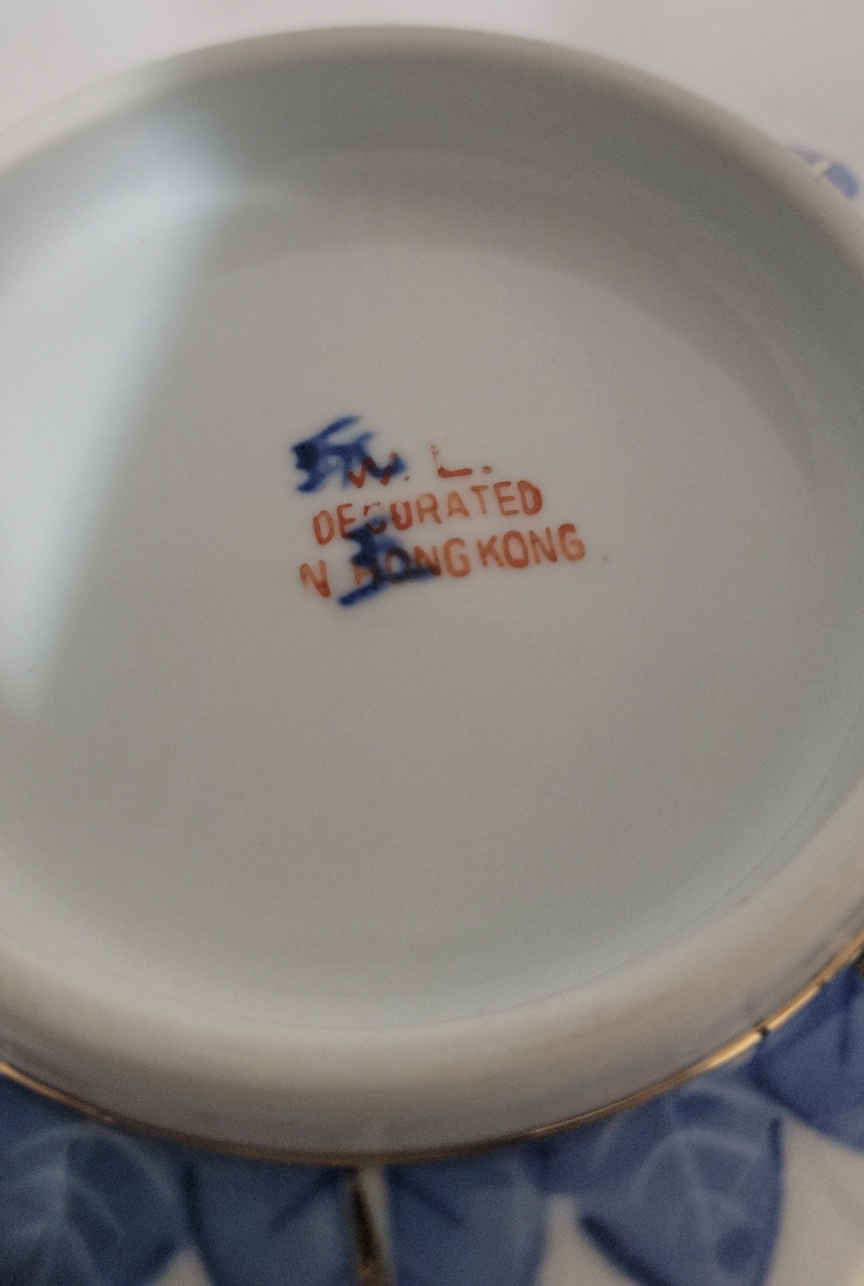 W. L.
DECORATED
N HONG KONG